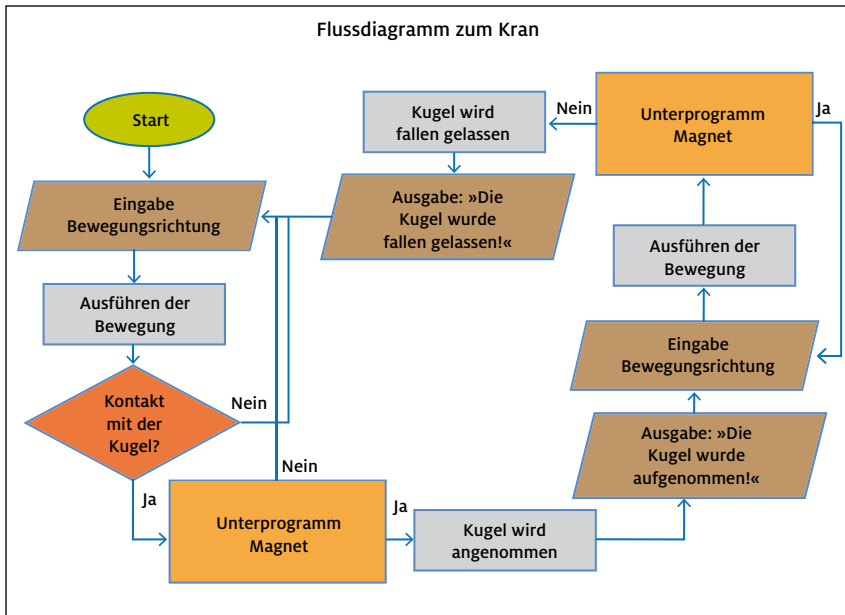 Flussdiagramm zum Kran
Start
Eingabe
Bewegungsrichtung
Ausführen der
Bewegung
Kontakt
mit der
Kugel?
Nein
Ja
Unterprogramm
Magnet
Nein
Ja
Kugel wird
angenommen
Ausgabe: »Die
Kugel wurde
aufgenommen!«
Eingabe
Bewegungsrichtung
Ausführen der
Bewegung
Unterprogramm
Magnet
Ja
Nein
Kugel wird
fallen gelassen
Ausgabe: »Die
Kugel wurde
fallen gelassen!«